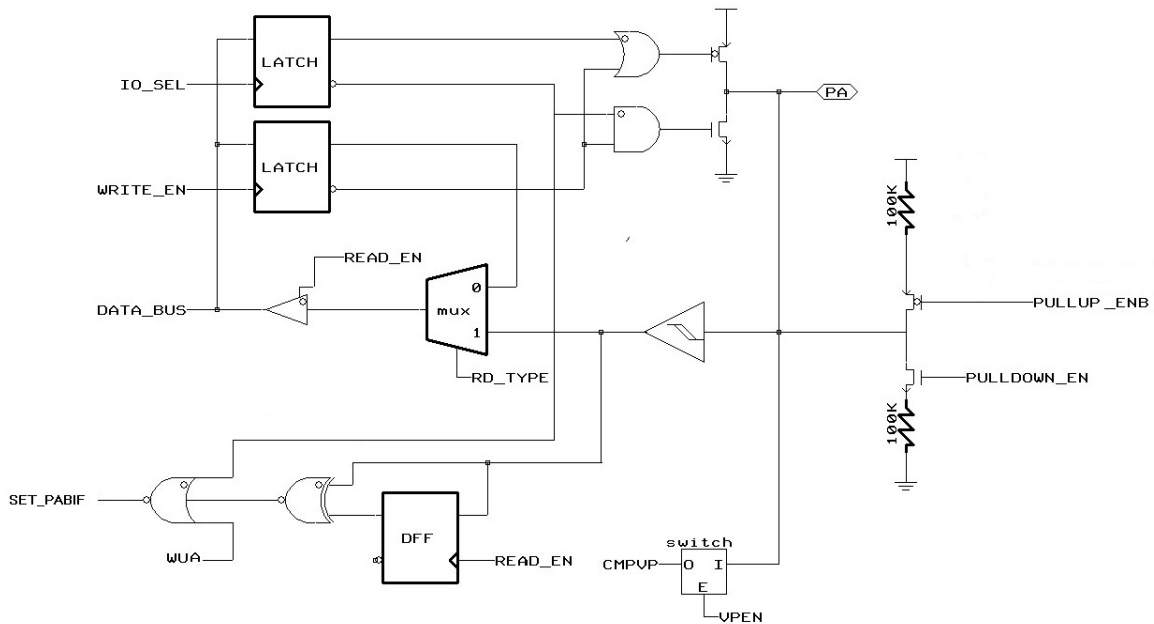 LATCH
IO_SEL
PA
LATCH
WRITE_EN
100K
READ_EN
0
DATA_BUS
mux
PULLUP_ENB
1
RD_TYPE
PULLDOWN_EN
100K
SET_PABIF
DFF
switch
WUA
READ_EN
CMPVP
O I
E
VPEN